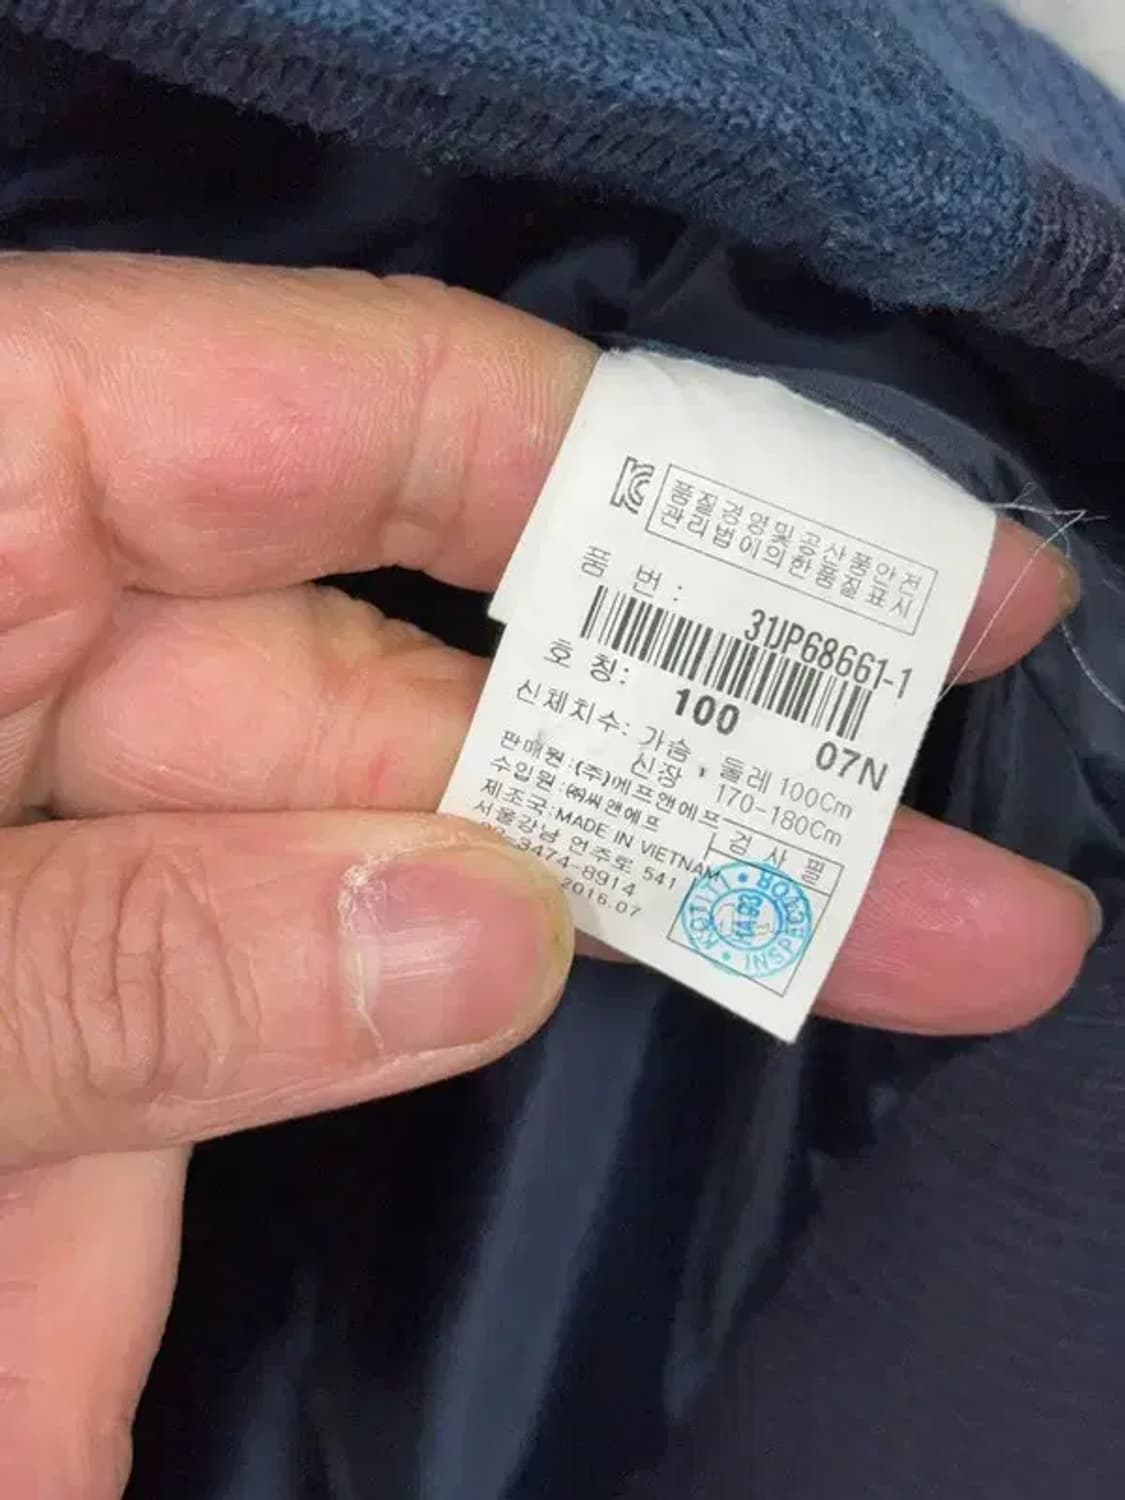 품질경영및공산품안전
관리법에의한품질표시
품 번 :
31JP68661-1
호 칭: 100
07N
신체치수: 가슴 둘레 100Cm
신장 , 170-180Cm
판매원:(주)에프앤에프
수입원:㈜씨앤에프
제조국:MADE IN VIETNAM
서울강남 언주로 541
3474-8914
2016.07
검 사 필
INSP